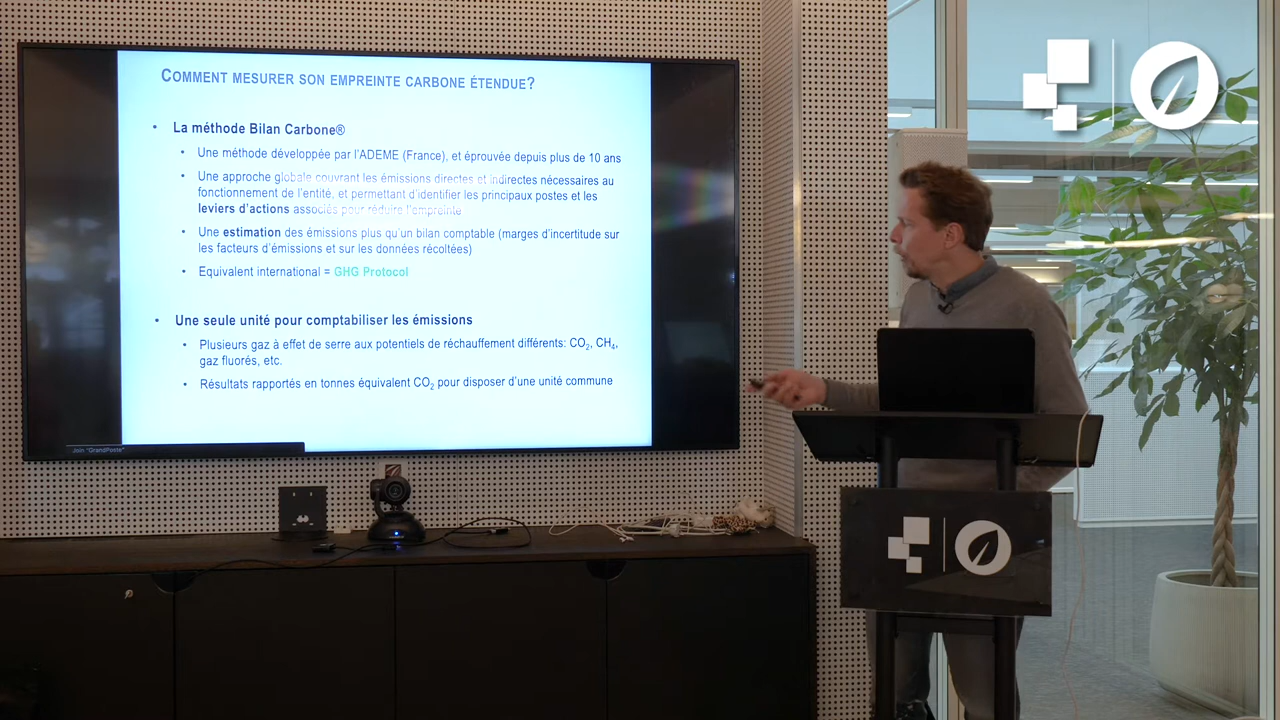 COMMENT MESURER SON EMPREINTE CARBONE ÉTENDUE?
• La méthode Bilan Carbone®
• Une méthode développée par l'ADEME (France), et éprouvée depuis plus de 10 ans
• Une approche globale couvrant les émissions directes et indirectes nécessaires au
fonctionnement de l'entité, et permettant d'identifier les principaux postes et les
leviers d'actions associés pour réduire l'empreinte
• Une estimation des émissions plus qu'un bilan comptable (marges d'incertitude sur
les facteurs d'émissions et sur les données récoltées)
• Equivalent international = GHG Protocol
• Une seule unité pour comptabiliser les émissions
• Plusieurs gaz à effet de serre aux potentiels de réchauffement différents: CO₂, CH₄,
gaz fluorés, etc.
• Résultats rapportés en tonnes équivalent CO₂ pour disposer d'une unité commune
Join "GrandPoste"